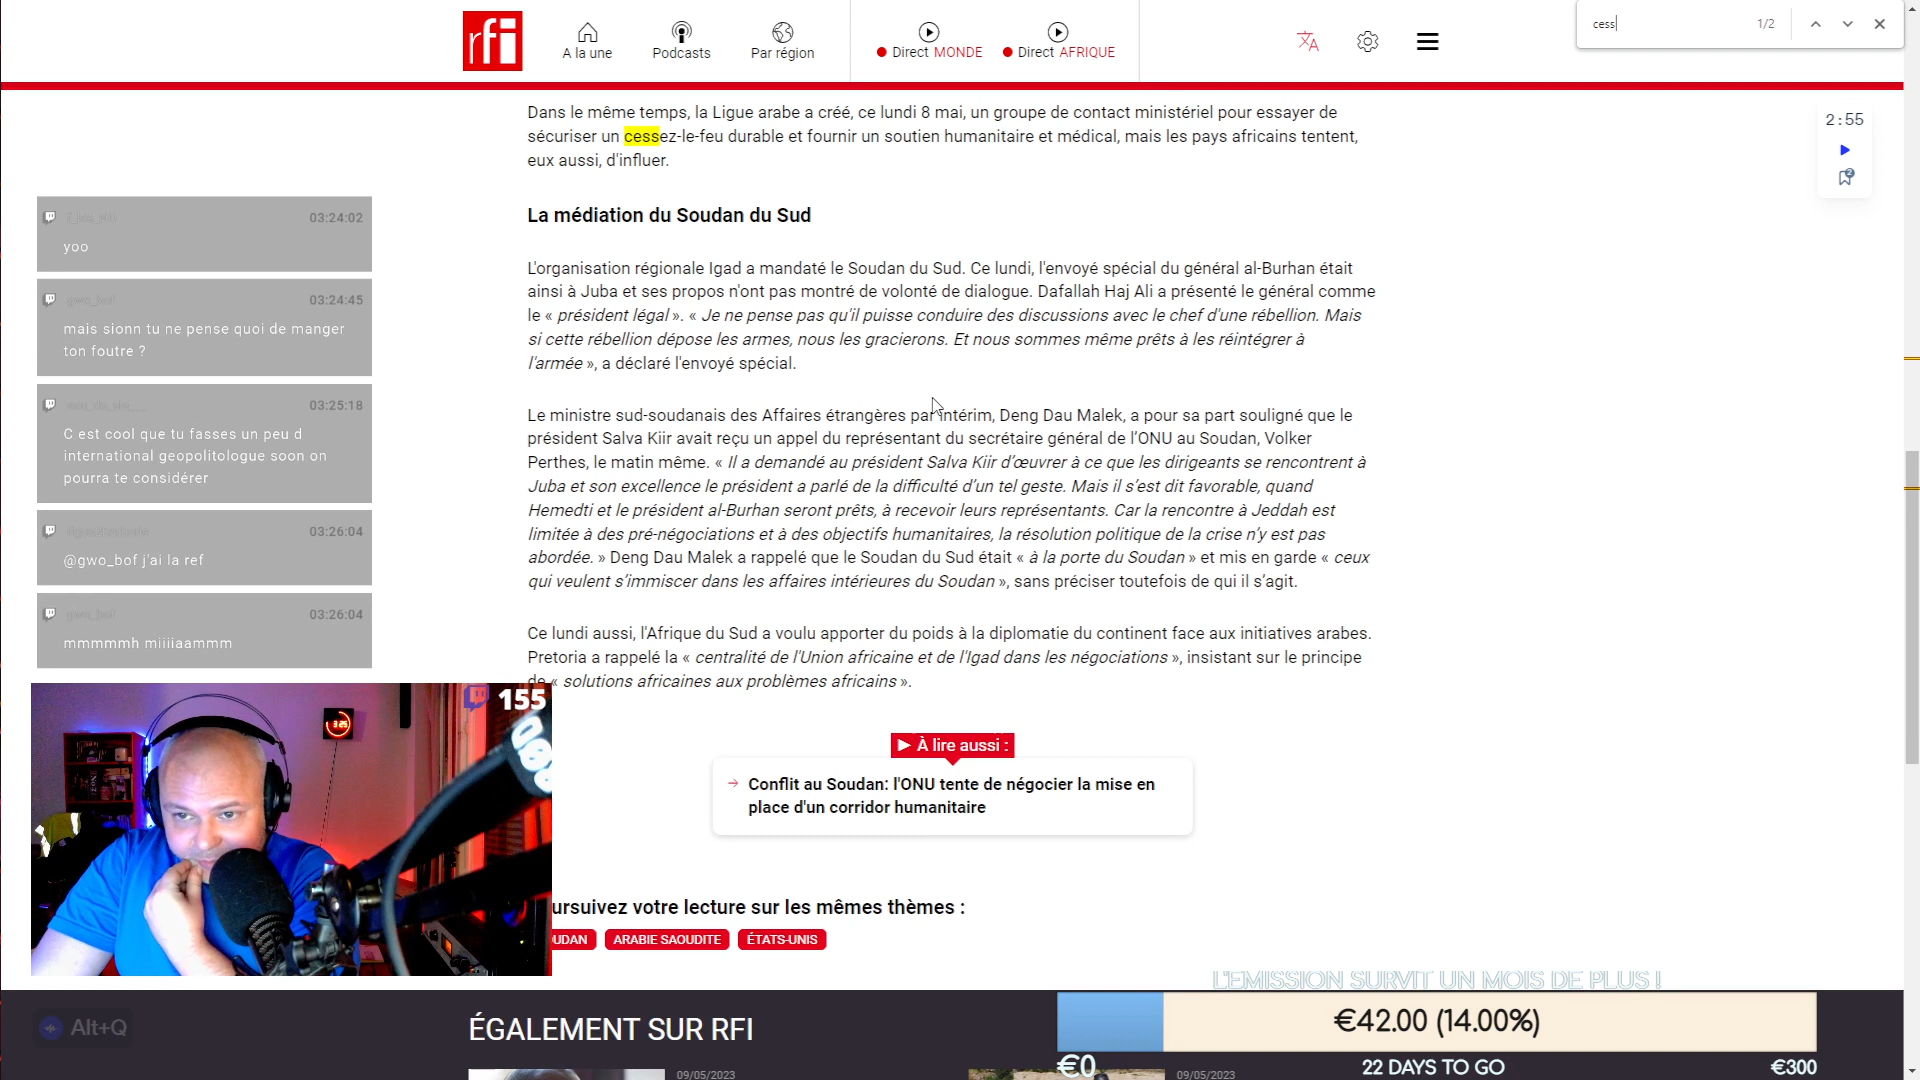 rfi
A la une
Podcasts
Par région
Direct MONDE
Direct AFRIQUE
cess
1/2
Dans le même temps, la Ligue arabe a créé, ce lundi 8 mai, un groupe de contact ministériel pour essayer de
sécuriser un cessez-le-feu durable et fournir un soutien humanitaire et médical, mais les pays africains tentent,
eux aussi, d'influer.
2:55
2
La médiation du Soudan du Sud
L'organisation régionale Igad a mandaté le Soudan du Sud. Ce lundi, l'envoyé spécial du général al-Burhan était
ainsi à Juba et ses propos n'ont pas montré de volonté de dialogue. Dafallah Haj Ali a présenté le général comme
le « président légal ». « Je ne pense pas qu'il puisse conduire des discussions avec le chef d'une rébellion. Mais
si cette rébellion dépose les armes, nous les gracierons. Et nous sommes même prêts à les réintégrer à
l'armée », a déclaré l'envoyé spécial.
Le ministre sud-soudanais des Affaires étrangères par intérim, Deng Dau Malek, a pour sa part souligné que le
président Salva Kiir avait reçu un appel du représentant du secrétaire général de l'ONU au Soudan, Volker
Perthes, le matin même. « Il a demandé au président Salva Kiir d'œuvrer à ce que les dirigeants se rencontrent à
Juba et son excellence le président a parlé de la difficulté d'un tel geste. Mais il s'est dit favorable, quand
Hemedti et le président al-Burhan seront prêts, à recevoir leurs représentants. Car la rencontre à Jeddah est
limitée à des pré-négociations et à des objectifs humanitaires, la résolution politique de la crise n'y est pas
abordée. » Deng Dau Malek a rappelé que le Soudan du Sud était « à la porte du Soudan » et mis en garde « ceux
qui veulent s'immiscer dans les affaires intérieures du Soudan », sans préciser toutefois de qui il s'agit.
Ce lundi aussi, l'Afrique du Sud a voulu apporter du poids à la diplomatie du continent face aux initiatives arabes.
Pretoria a rappelé la « centralité de l'Union africaine et de l'Igad dans les négociations », insistant sur le principe
de « solutions africaines aux problèmes africains ».
03:24:02
yoo
gwo_bof
03:24:45
mais sionn tu ne pense quoi de manger
ton foutre ?
03:25:18
C est cool que tu fasses un peu d
international geopolitologue soon on
pourra te considérer
03:26:04
@gwo_bof j'ai la ref
gwo_bof
03:26:04
mmmmmh miiiiaammm
155
À lire aussi :
Conflit au Soudan: l'ONU tente de négocier la mise en
place d'un corridor humanitaire
ursuivez votre lecture sur les mêmes thèmes :
OUDAN
ARABIE SAOUDITE
ÉTATS-UNIS
L'EMISSION SURVIT UN MOIS DE PLUS !
Alt+Q
ÉGALEMENT SUR RFI
€42.00 (14.00%)
€0
22 DAYS TO GO
€300
09/05/2023
09/05/2023